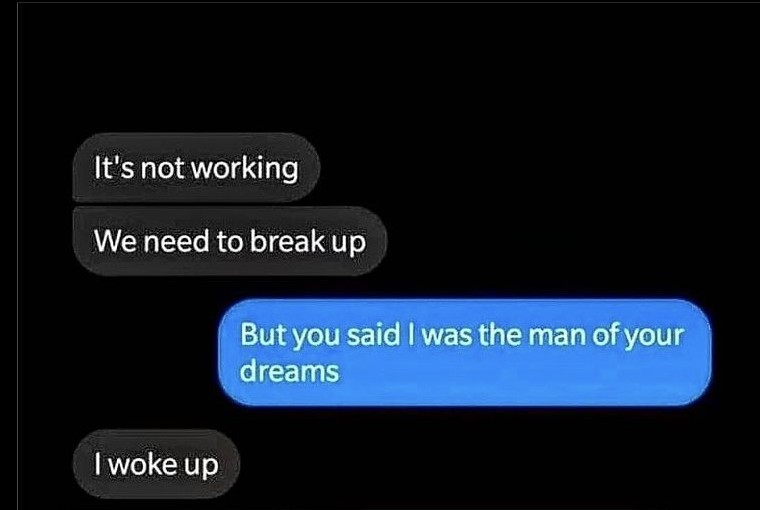 It's not working
We need to break up
But you said I was the man of your
dreams
I woke up